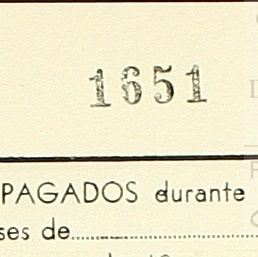 1651
PAGADOS durante
ses de